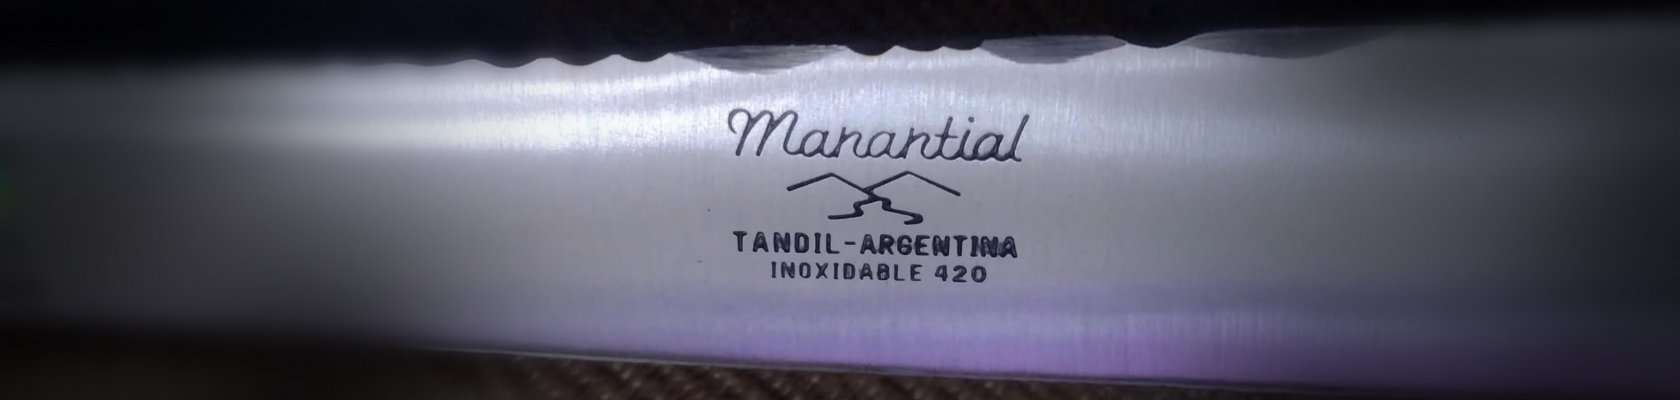 Manantial
TANDIL-ARGENTINA
INOXIDABLE 420